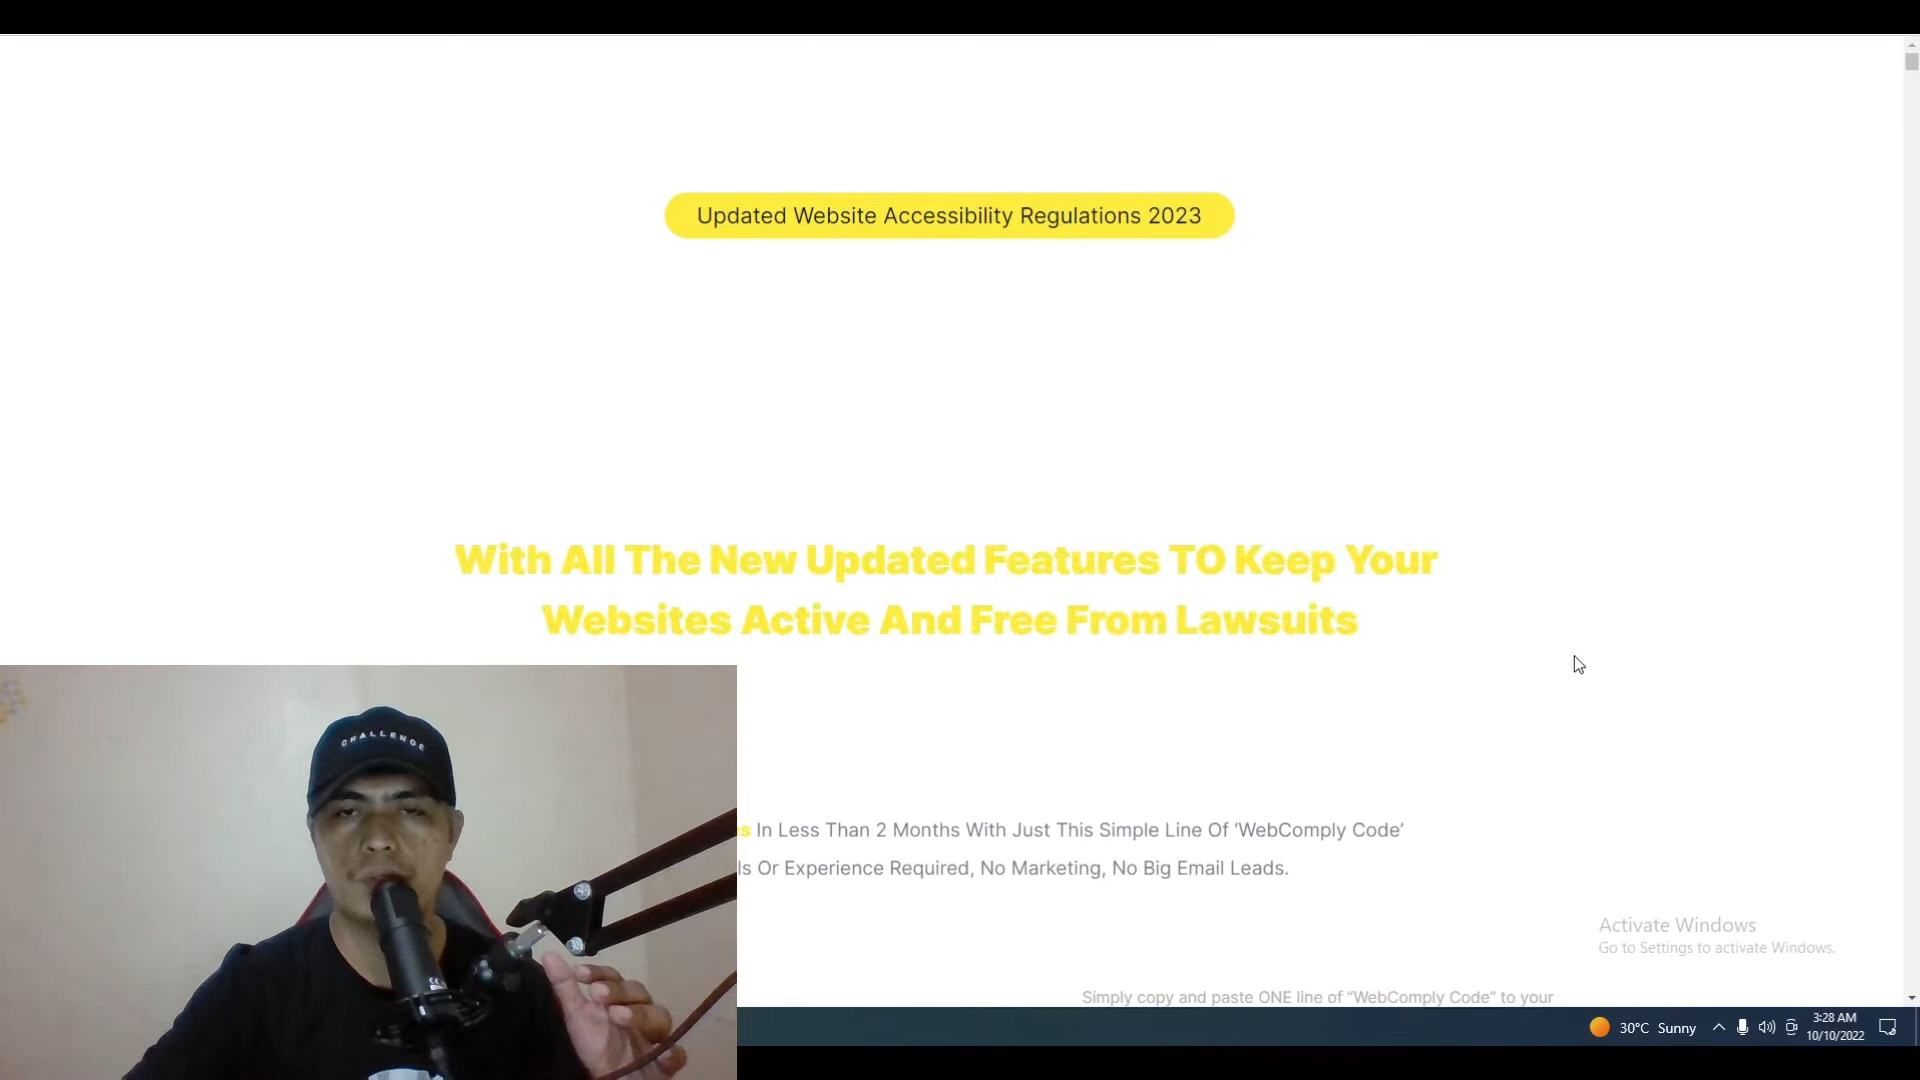 Updated Website Accessibility Regulations 2023
With All The New Updated Features TO Keep Your
Websites Active And Free From Lawsuits
CHALLENGE
In Less Than 2 Months With Just This Simple Line Of ‘WebComply Code’
Or Experience Required, No Marketing, No Big Email Leads.
Activate Windows
Go to Settings to activate Windows.
Simply copy and paste ONE line of “WebComply Code” to your
30°C Sunny
3:28 AM
10/10/2022